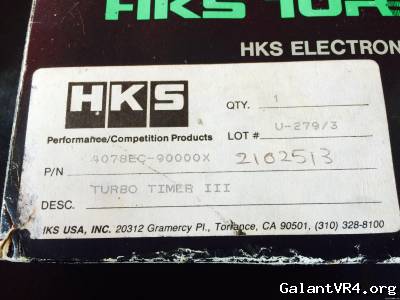 HKS TUR
HKS ELECTRON
HKS
Performance/Competition Products
QTY. 1
LOT # U-279/3
P/N 4078EC-90000X 2102513
DESC. TURBO TIMER III
HKS USA, INC. 20312 Gramercy Pl., Torrance, CA 90501, (310) 328-8100
GalantVR4.org